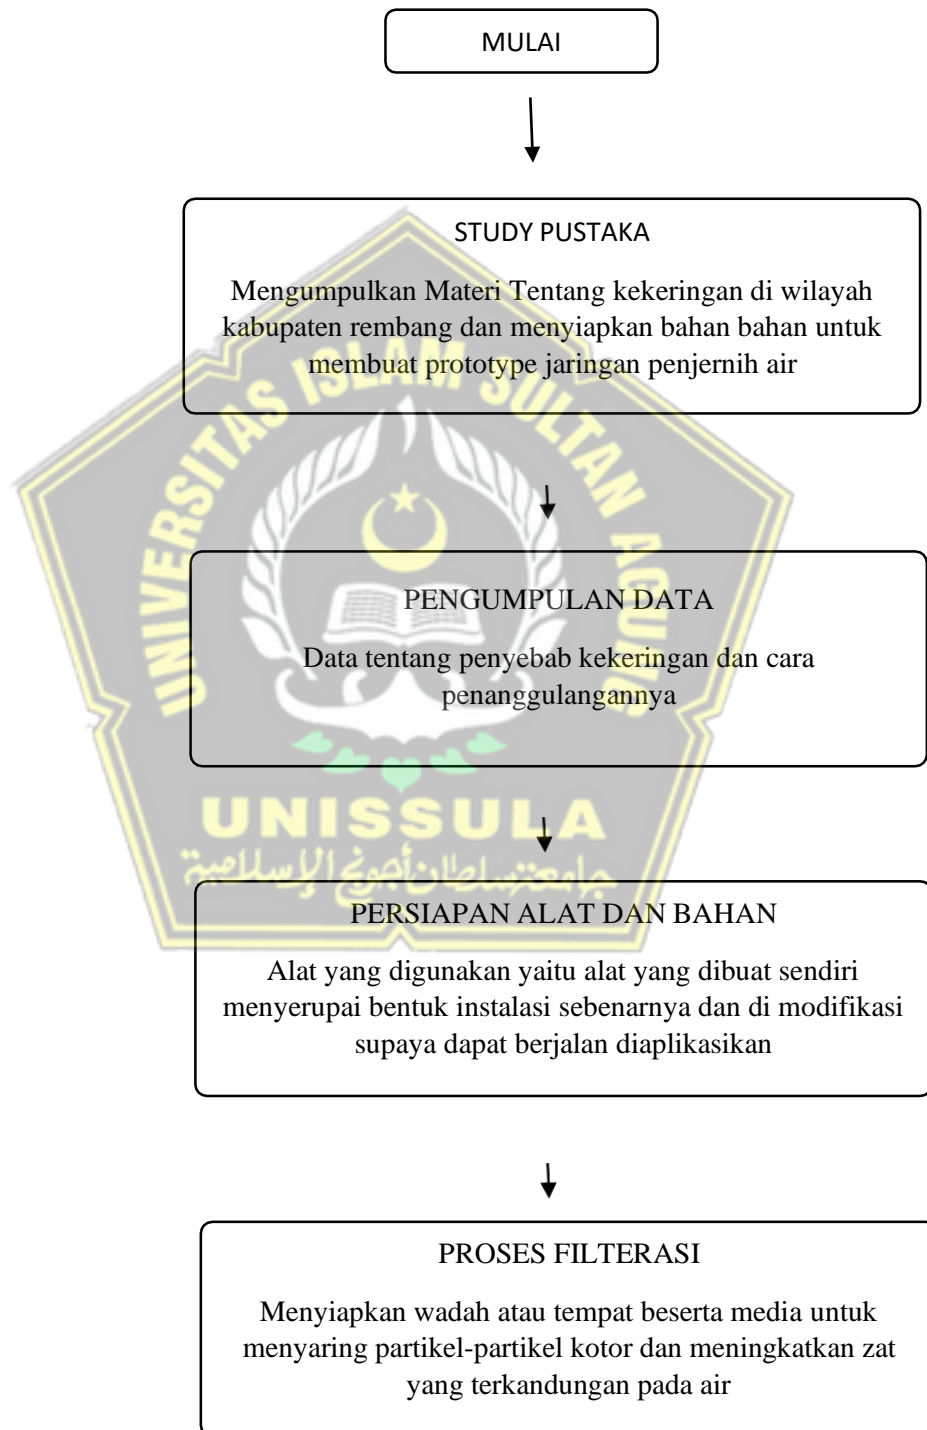 MULAI
STUDY PUSTAKA
Mengumpulkan Materi Tentang kekeringan di wilayah
kabupaten rembang dan menyiapkan bahan bahan untuk
membuat prototype jaringan penjernih air
UNIVERSITAS ISLAM SULTAN AGUNG
PENGUMPULAN DATA
Data tentang penyebab kekeringan dan cara
penanggulangannya
UNISSULA
جامعتسلطان أجونج الإسلامية
PERSIAPAN ALAT DAN BAHAN
Alat yang digunakan yaitu alat yang dibuat sendiri
menyerupai bentuk instalasi sebenarnya dan di modifikasi
supaya dapat berjalan diaplikasikan
PROSES FILTERASI
Menyiapkan wadah atau tempat beserta media untuk
menyaring partikel-partikel kotor dan meningkatkan zat
yang terkandungan pada air